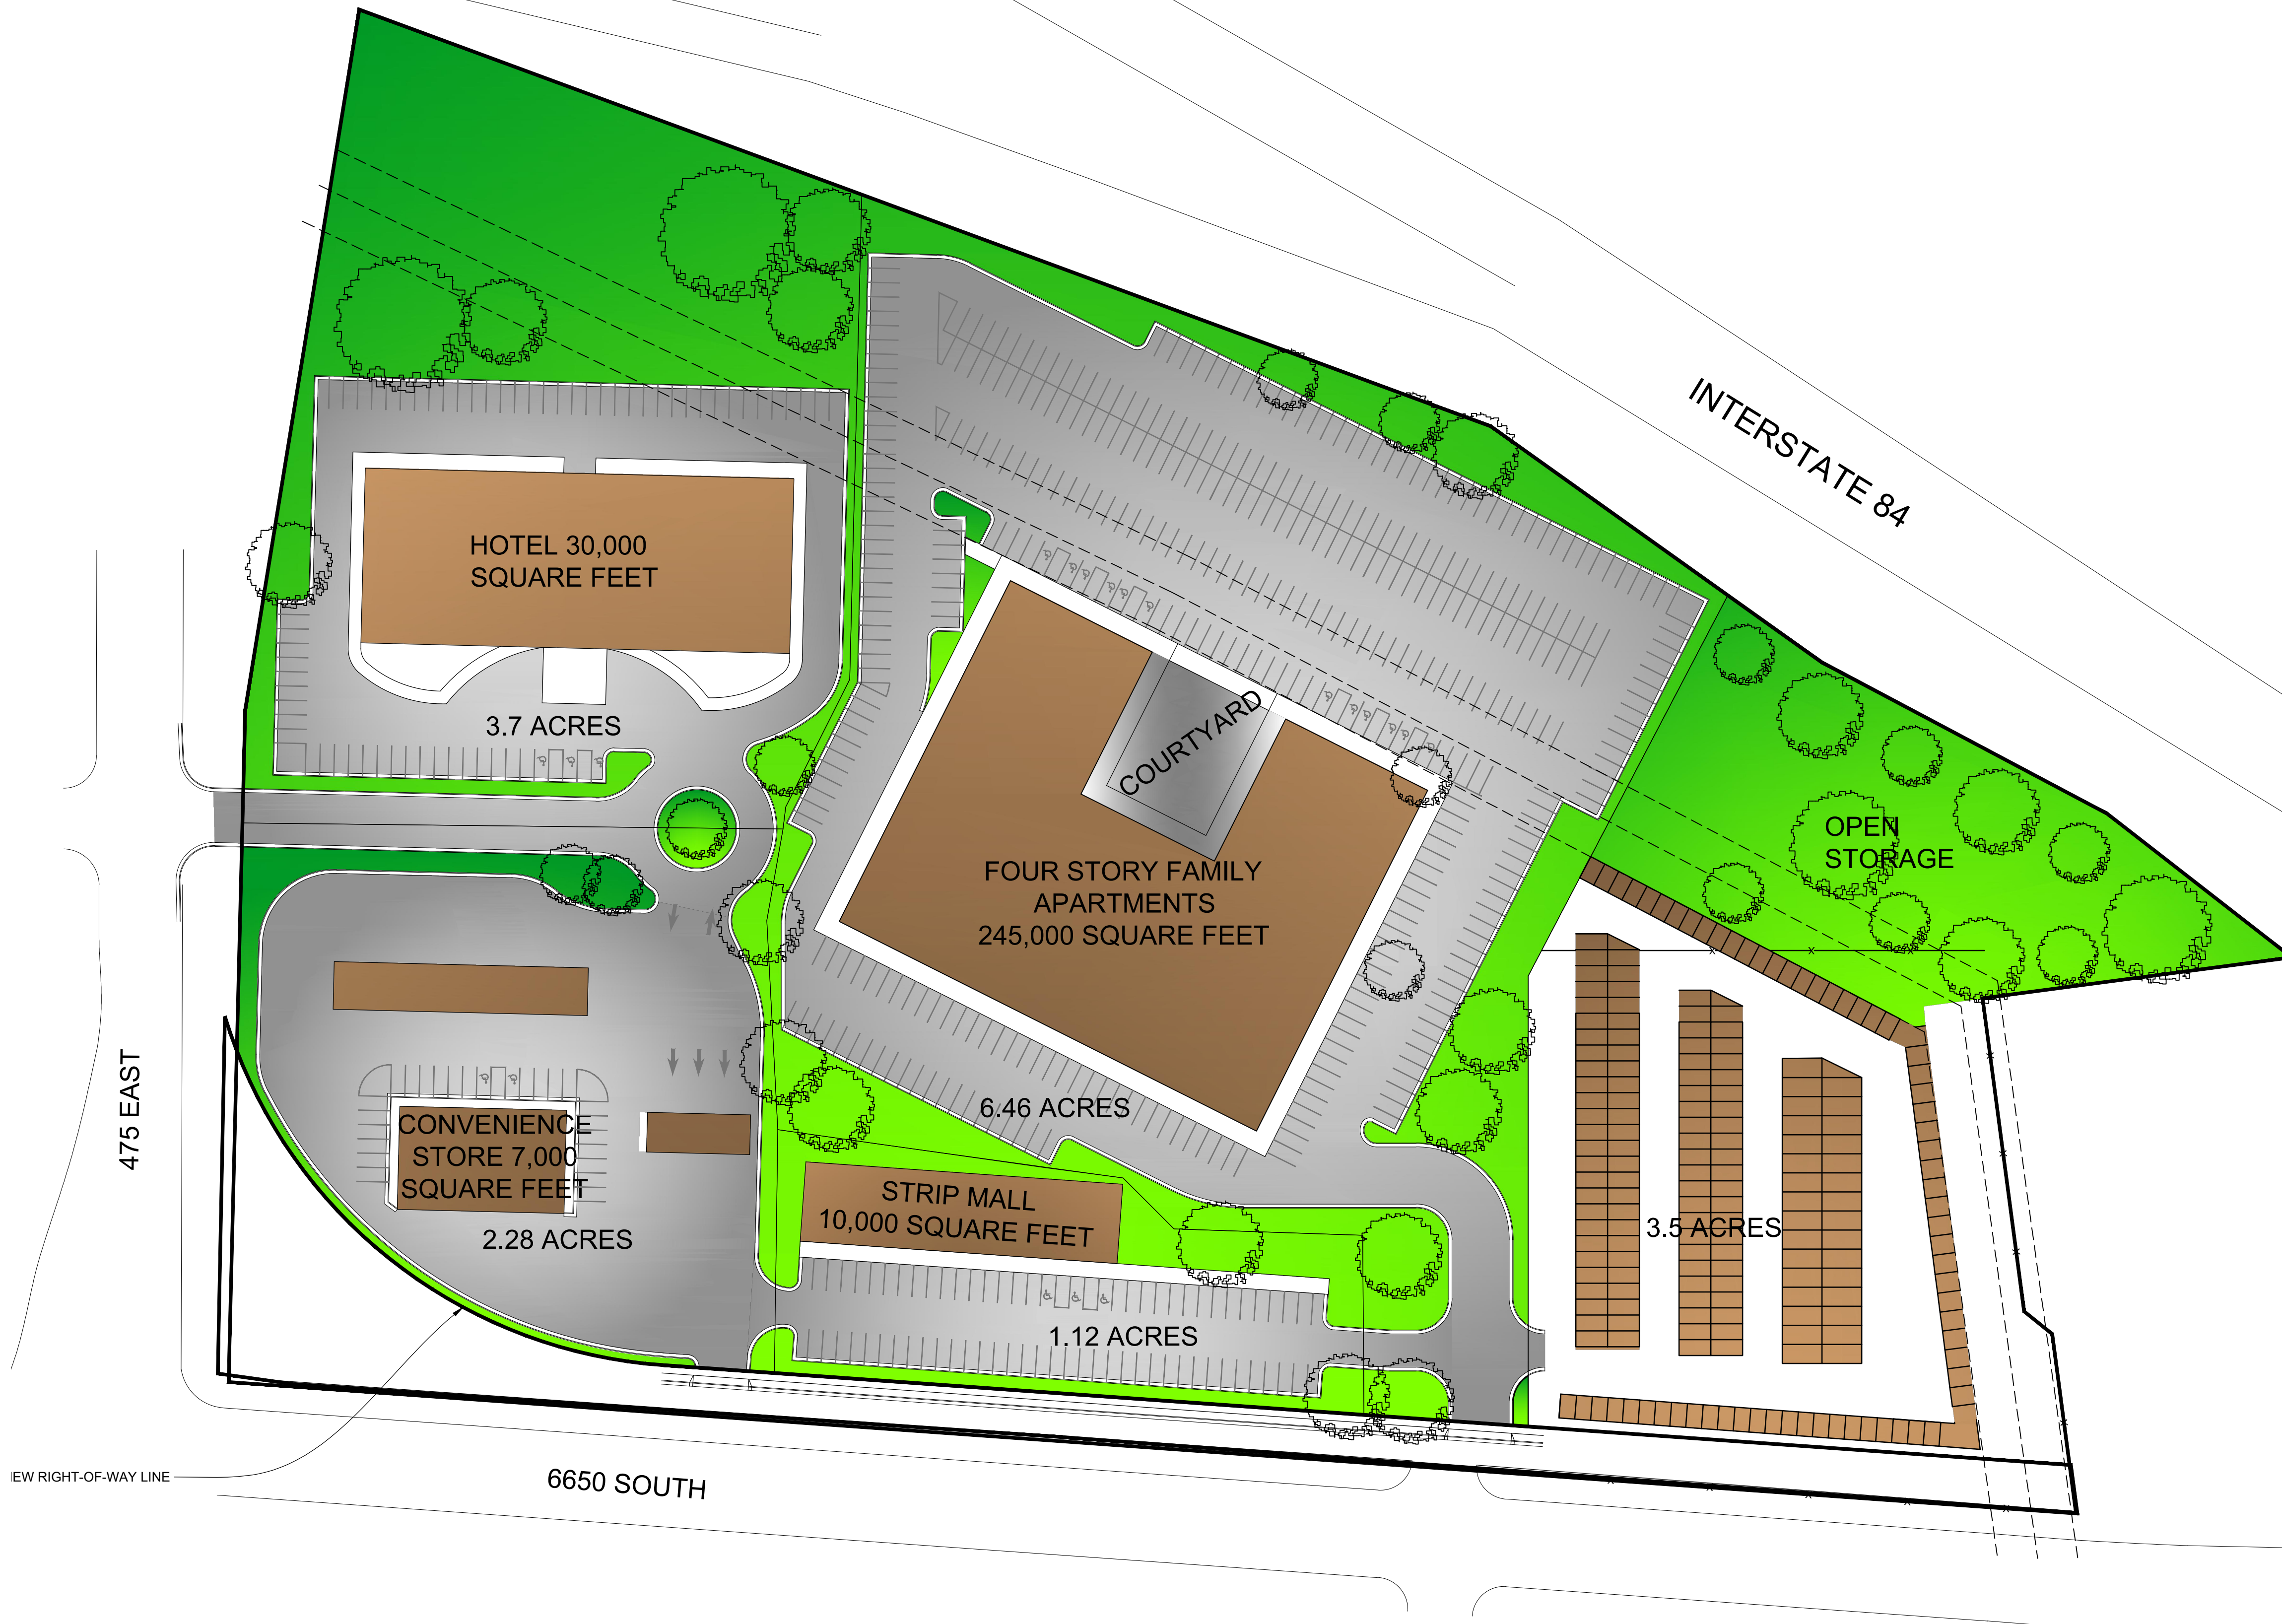 INTERSTATE 84
HOTEL 30,000
SQUARE FEET
3.7 ACRES
COURTYARD
FOUR STORY FAMILY
APARTMENTS
245,000 SQUARE FEET
OPEN
STORAGE
6.46 ACRES
475 EAST
CONVENIENCE
STORE 7,000
SQUARE FEET
2.28 ACRES
STRIP MALL
10,000 SQUARE FEET
3.5 ACRES
1.12 ACRES
EW RIGHT-OF-WAY LINE
6650 SOUTH